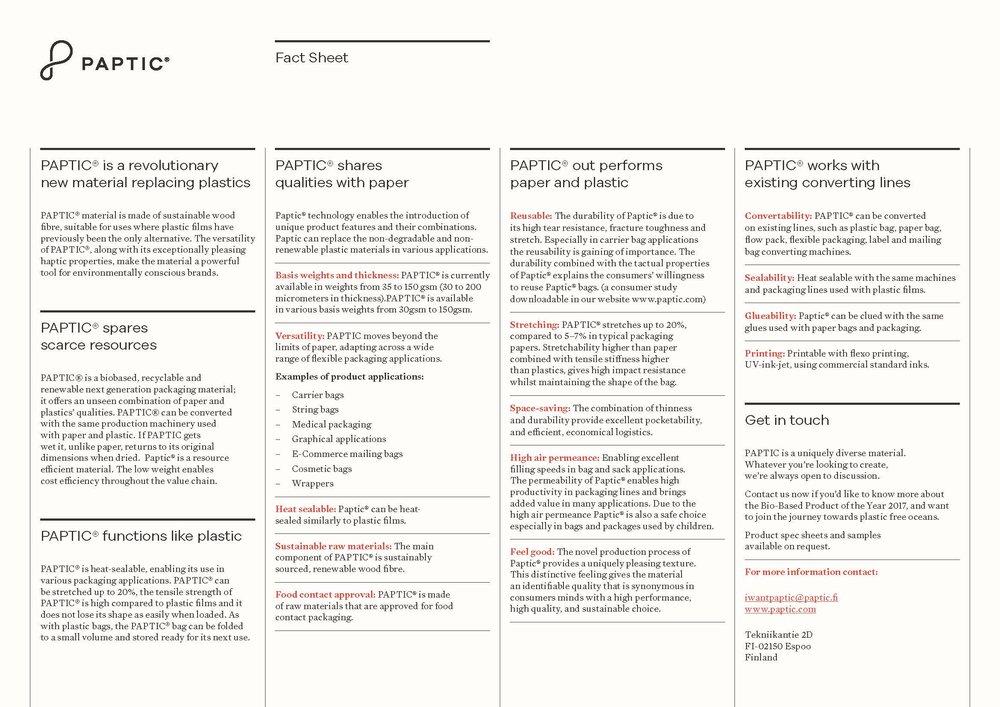 PAPTIC®
Fact Sheet
PAPTIC® is a revolutionary
new material replacing plastics
PAPTIC® material is made of sustainable wood
fibre, suitable for uses where plastic films have
previously been the only alternative. The versatility
of PAPTIC®, along with its exceptionally pleasing
haptic properties, make the material a powerful
tool for environmentally conscious brands.
PAPTIC® spares
scarce resources
PAPTIC® is a biobased, recyclable and
renewable next generation packaging material;
it offers an unseen combination of paper and
plastics' qualities. PAPTIC® can be converted
with the same production machinery used
with paper and plastic. If PAPTIC gets
wet it, unlike paper, returns to its original
dimensions when dried. Paptic® is a resource
efficient material. The low weight enables
cost efficiency throughout the value chain.
PAPTIC® functions like plastic
PAPTIC® is heat-sealable, enabling its use in
various packaging applications. PAPTIC® can
be stretched up to 20%, the tensile strength of
PAPTIC® is high compared to plastic films and it
does not lose its shape as easily when loaded. As
with plastic bags, the PAPTIC® bag can be folded
to a small volume and stored ready for its next use.
PAPTIC® shares
qualities with paper
Paptic® technology enables the introduction of
unique product features and their combinations.
Paptic can replace the non-degradable and non-
renewable plastic materials in various applications.
Basis weights and thickness: PAPTIC® is currently
available in weights from 35 to 150 gsm (30 to 200
micrometers in thickness).PAPTIC® is available
in various basis weights from 30gsm to 150gsm.
Versatility: PAPTIC moves beyond the
limits of paper, adapting across a wide
range of flexible packaging applications.
Examples of product applications:
– Carrier bags
– String bags
– Medical packaging
– Graphical applications
– E-Commerce mailing bags
– Cosmetic bags
– Wrappers
Heat sealable: Paptic® can be heat-
sealed similarly to plastic films.
Sustainable raw materials: The main
component of PAPTIC® is sustainably
sourced, renewable wood fibre.
Food contact approval: PAPTIC® is made
of raw materials that are approved for food
contact packaging.
PAPTIC® out performs
paper and plastic
Reusable: The durability of Paptic® is due to
its high tear resistance, fracture toughness and
stretch. Especially in carrier bag applications
the reusability is gaining of importance. The
durability combined with the tactual properties
of Paptic® explains the consumers' willingness
to reuse Paptic® bags. (a consumer study
downloadable in our website www.paptic.com)
Stretching: PAPTIC® stretches up to 20%,
compared to 5–7% in typical packaging
papers. Stretchability higher than paper
combined with tensile stiffness higher
than plastics, gives high impact resistance
whilst maintaining the shape of the bag.
Space-saving: The combination of thinness
and durability provide excellent pocketability,
and efficient, economical logistics.
High air permeance: Enabling excellent
filling speeds in bag and sack applications.
The permeability of Paptic® enables high
productivity in packaging lines and brings
added value in many applications. Due to the
high air permeance Paptic® is also a safe choice
especially in bags and packages used by children.
Feel good: The novel production process of
Paptic® provides a uniquely pleasing texture.
This distinctive feeling gives the material
an identifiable quality that is synonymous in
consumers minds with a high performance,
high quality, and sustainable choice.
PAPTIC® works with
existing converting lines
Convertability: PAPTIC® can be converted
on existing lines, such as plastic bag, paper bag,
flow pack, flexible packaging, label and mailing
bag converting machines.
Sealability: Heat sealable with the same machines
and packaging lines used with plastic films.
Glueability: Paptic® can be clued with the same
glues used with paper bags and packaging.
Printing: Printable with flexo printing,
UV-ink-jet, using commercial standard inks.
Get in touch
PAPTIC is a uniquely diverse material.
Whatever you're looking to create,
we're always open to discussion.
Contact us now if you'd like to know more about
the Bio-Based Product of the Year 2017, and want
to join the journey towards plastic free oceans.
Product spec sheets and samples
available on request.
For more information contact:
iwantpaptic@paptic.fi
www.paptic.com
Tekniikantie 2D
FI-02150 Espoo
Finland